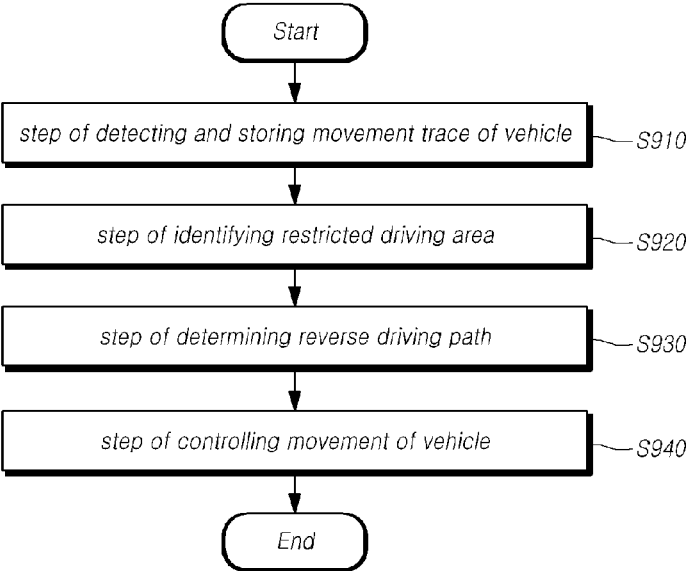 Start
step of detecting and storing movement trace of vehicle
S910
step of identifying restricted driving area
S920
step of determining reverse driving path
S930
step of controlling movement of vehicle
S940
End